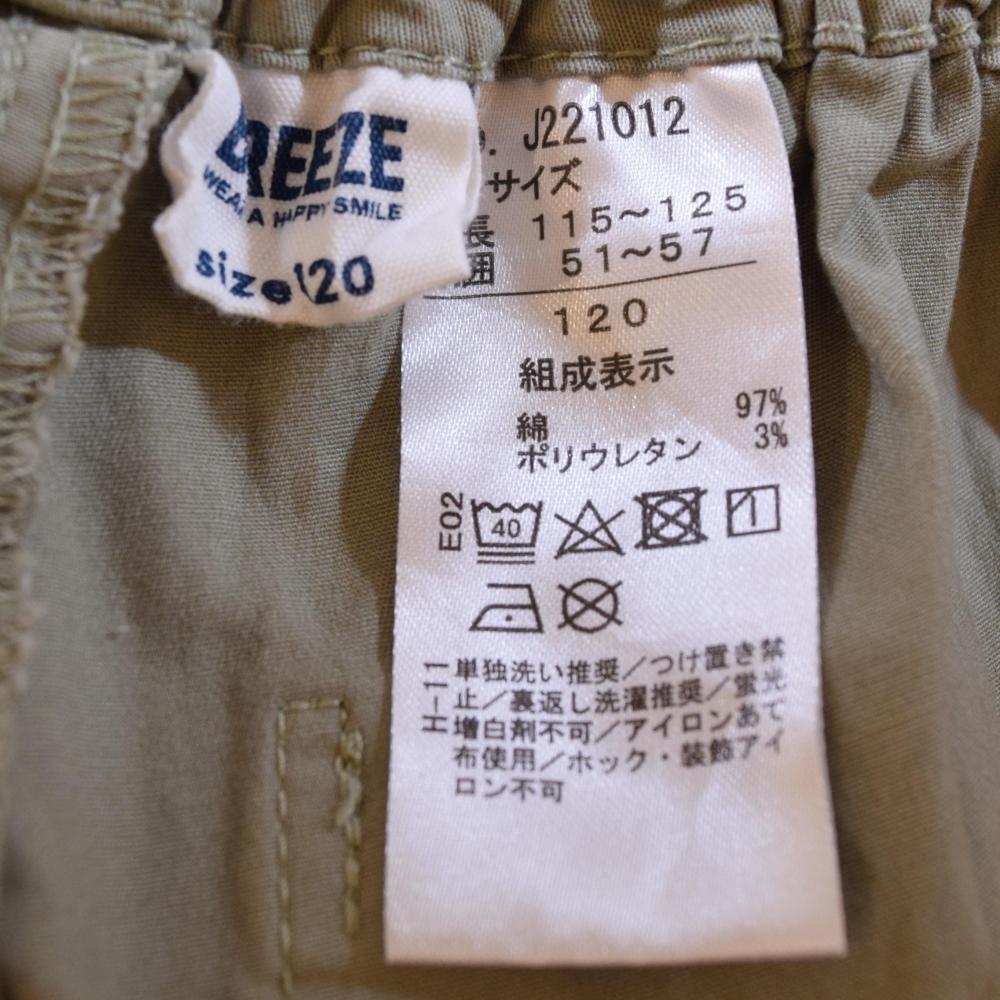 BREEZE
WEAR A HAPPY SMILE
size 120
J221012
サイズ
長 115～125
囲 51～57
120
組成表示
綿 97%
ポリウレタン 3%
E02
40
H-11
単独洗い推奨／つけ置き禁
止／裏返し洗濯推奨／蛍光
増白剤不可／アイロンあて
布使用／ホック・装飾アイ
ロン不可